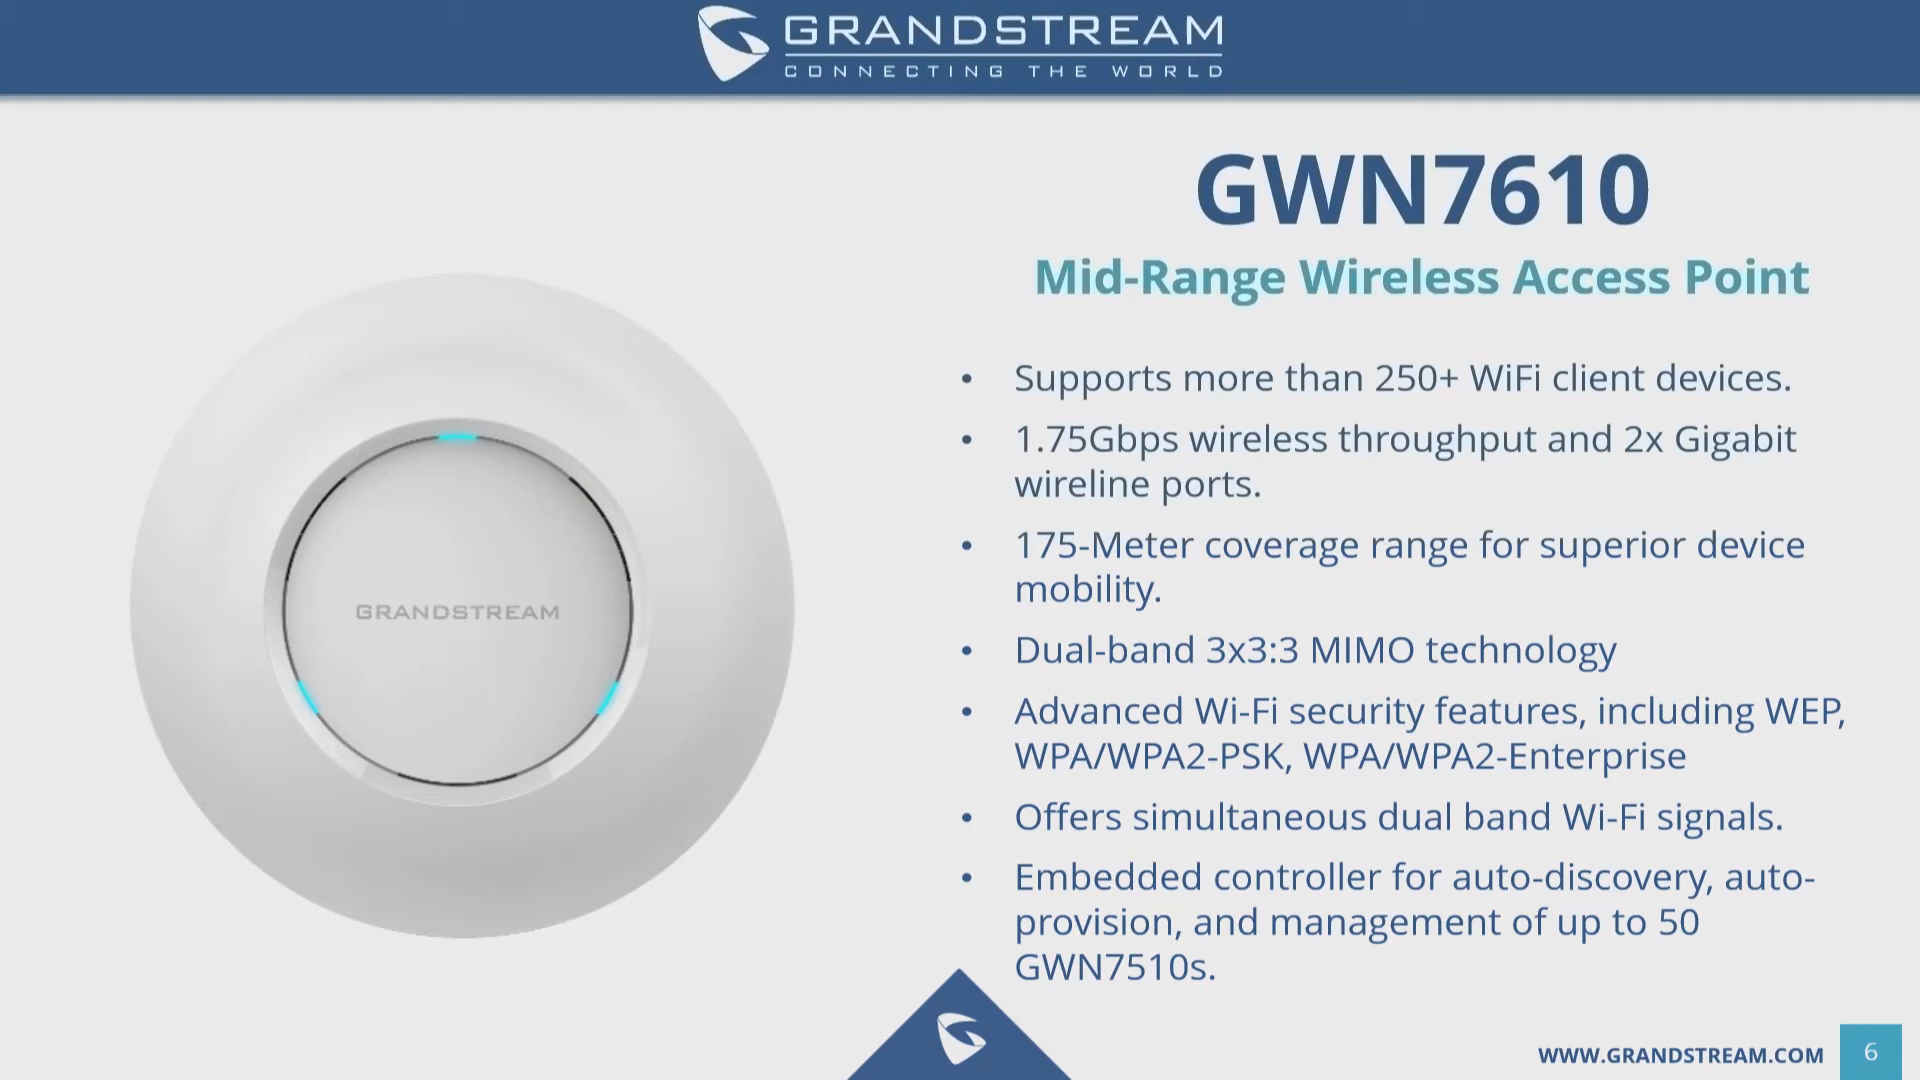 GRANDSTREAM
CONNECTING THE WORLD
GWN7610
Mid-Range Wireless Access Point
GRANDSTREAM
• Supports more than 250+ WiFi client devices.
• 1.75Gbps wireless throughput and 2x Gigabit
wireline ports.
• 175-Meter coverage range for superior device
mobility.
• Dual-band 3x3:3 MIMO technology
• Advanced Wi-Fi security features, including WEP,
WPA/WPA2-PSK, WPA/WPA2-Enterprise
• Offers simultaneous dual band Wi-Fi signals.
• Embedded controller for auto-discovery, auto-
provision, and management of up to 50
GWN7510s.
WWW.GRANDSTREAM.COM
6